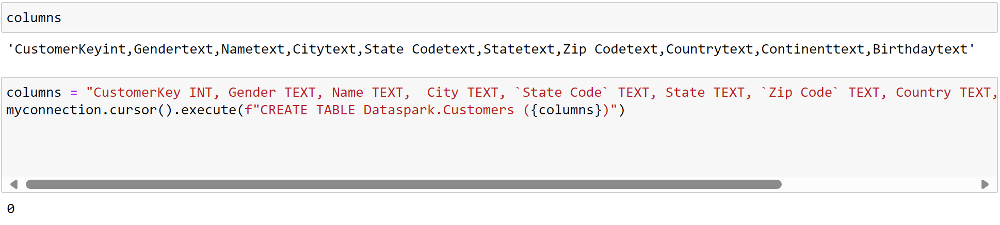 columns
'CustomerKeyint,Gendertext,Nametext,Citytext,State Codetext,Statetext,Zip Codetext,Countrytext,Continenttext,Birthdaytext'
columns = "CustomerKey INT, Gender TEXT, Name TEXT,  City TEXT, `State Code` TEXT, State TEXT, `Zip Code` TEXT, Country TEXT,
myconnection.cursor().execute(f"CREATE TABLE Dataspark.Customers ({columns})")
0